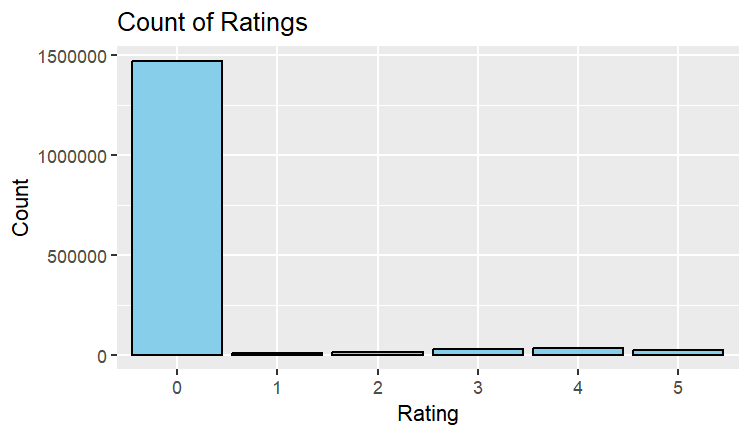 Count of Ratings
1500000
1000000
500000
0
Count
0 1 2 3 4 5
Rating